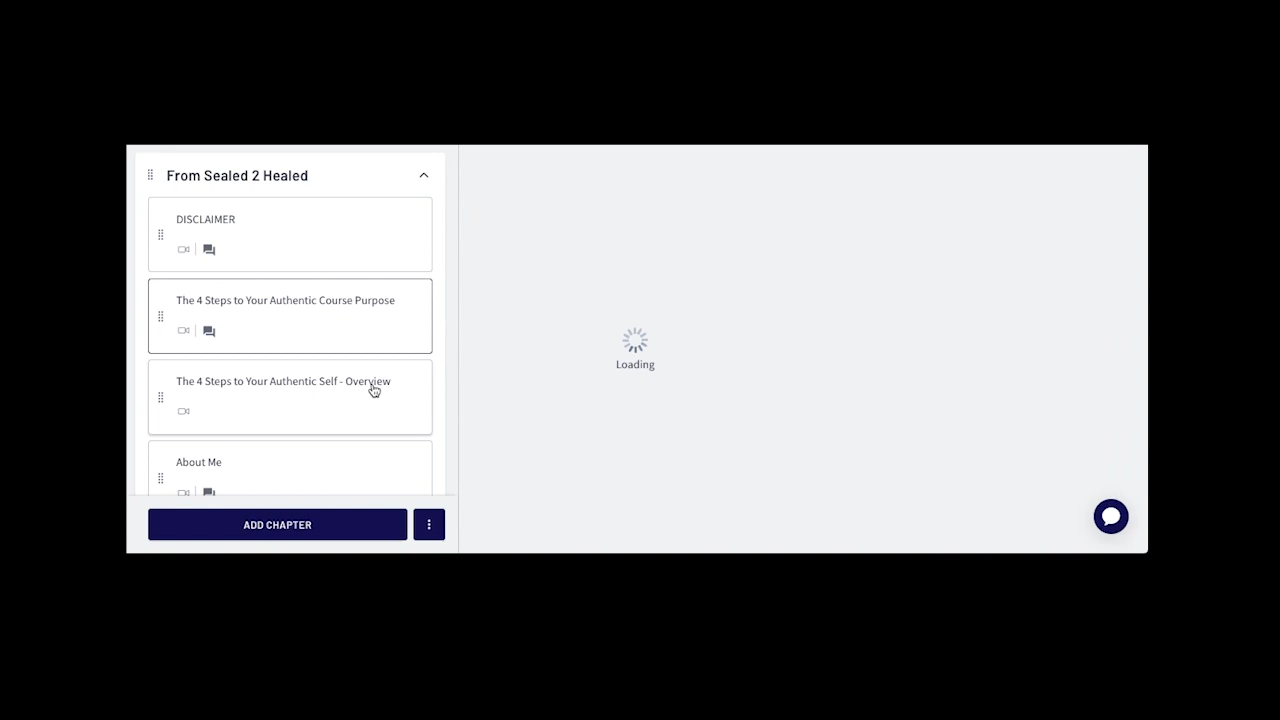 From Sealed 2 Healed
DISCLAIMER
The 4 Steps to Your Authentic Course Purpose
The 4 Steps to Your Authentic Self - Overview
About Me
ADD CHAPTER
Loading